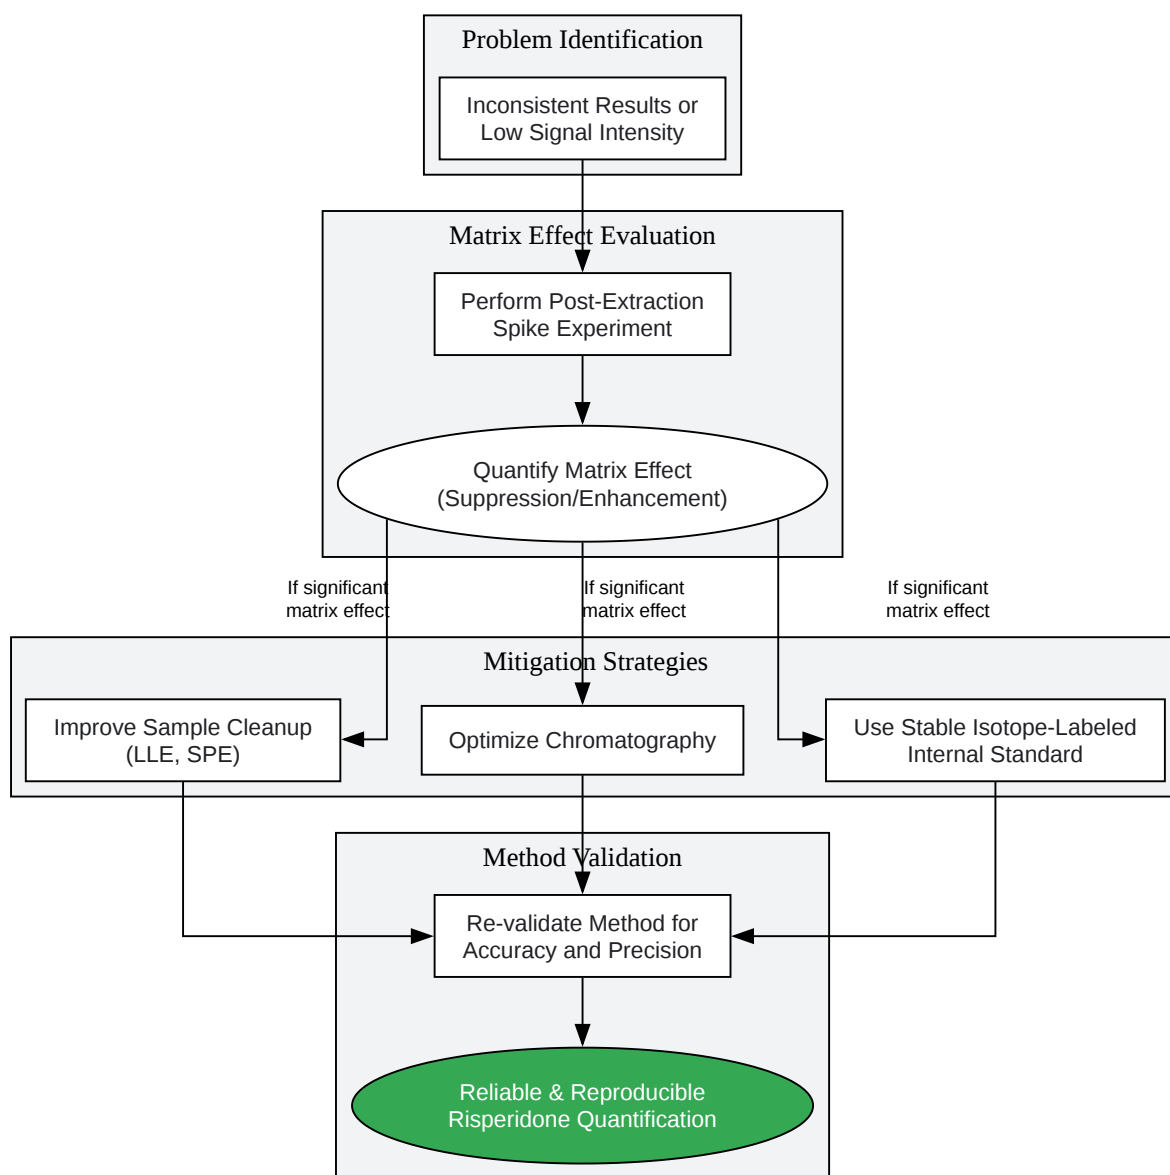 Problem Identification
Inconsistent Results or
Low Signal Intensity
Matrix Effect Evaluation
Perform Post-Extraction
Spike Experiment
Quantify Matrix Effect
(Suppression/Enhancement)
If significant
matrix effect
If significant
matrix effect
If significant
matrix effect
Mitigation Strategies
Improve Sample Cleanup
(LLE, SPE)
Optimize Chromatography
Use Stable Isotope-Labeled
Internal Standard
Method Validation
Re-validate Method for
Accuracy and Precision
Reliable & Reproducible
Risperidone Quantification